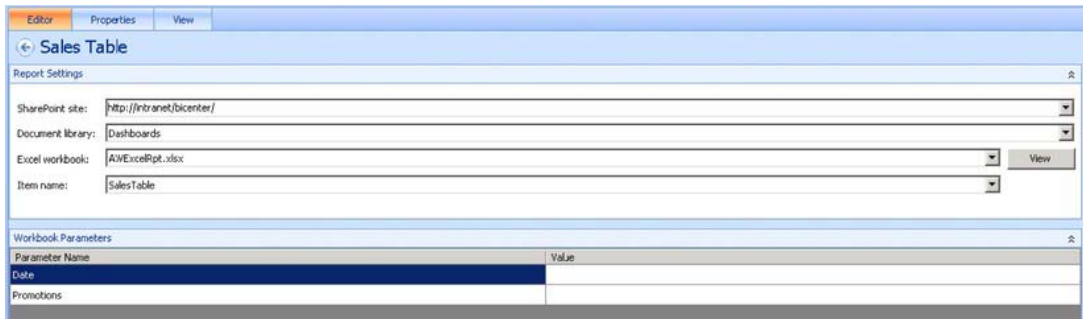 Editor Properties View
Sales Table
Report Settings
SharePoint site: http://intranet/bicenter/
Document library: Dashboards
Excel workbook: AWExcelRpt.xlsx View
Item name: SalesTable
Workbook Parameters
Parameter Name Value
Date
Promotions